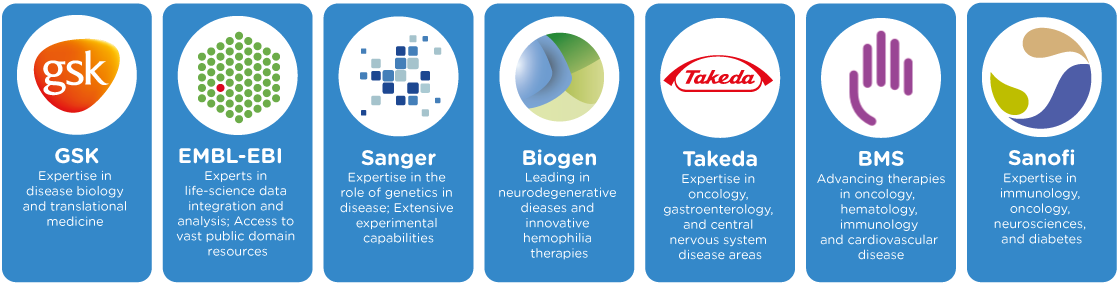 gsk
GSK
Expertise in
disease biology
and translational
medicine
EMBL-EBI
Experts in
life-science data
integration and
analysis; Access to
vast public domain
resources
Sanger
Expertise in the
role of genetics in
disease; Extensive
experimental
capabilities
Biogen
Leading in
neurodegenerative
dieases and
innovative
hemophilia
therapies
Takeda
Takeda
Expertise in
oncology,
gastroenterology,
and central
nervous system
disease areas
BMS
Advancing therapies
in oncology,
hematology,
immunology
and cardiovascular
disease
Sanofi
Expertise in
immunology,
oncology,
neurosciences,
and diabetes